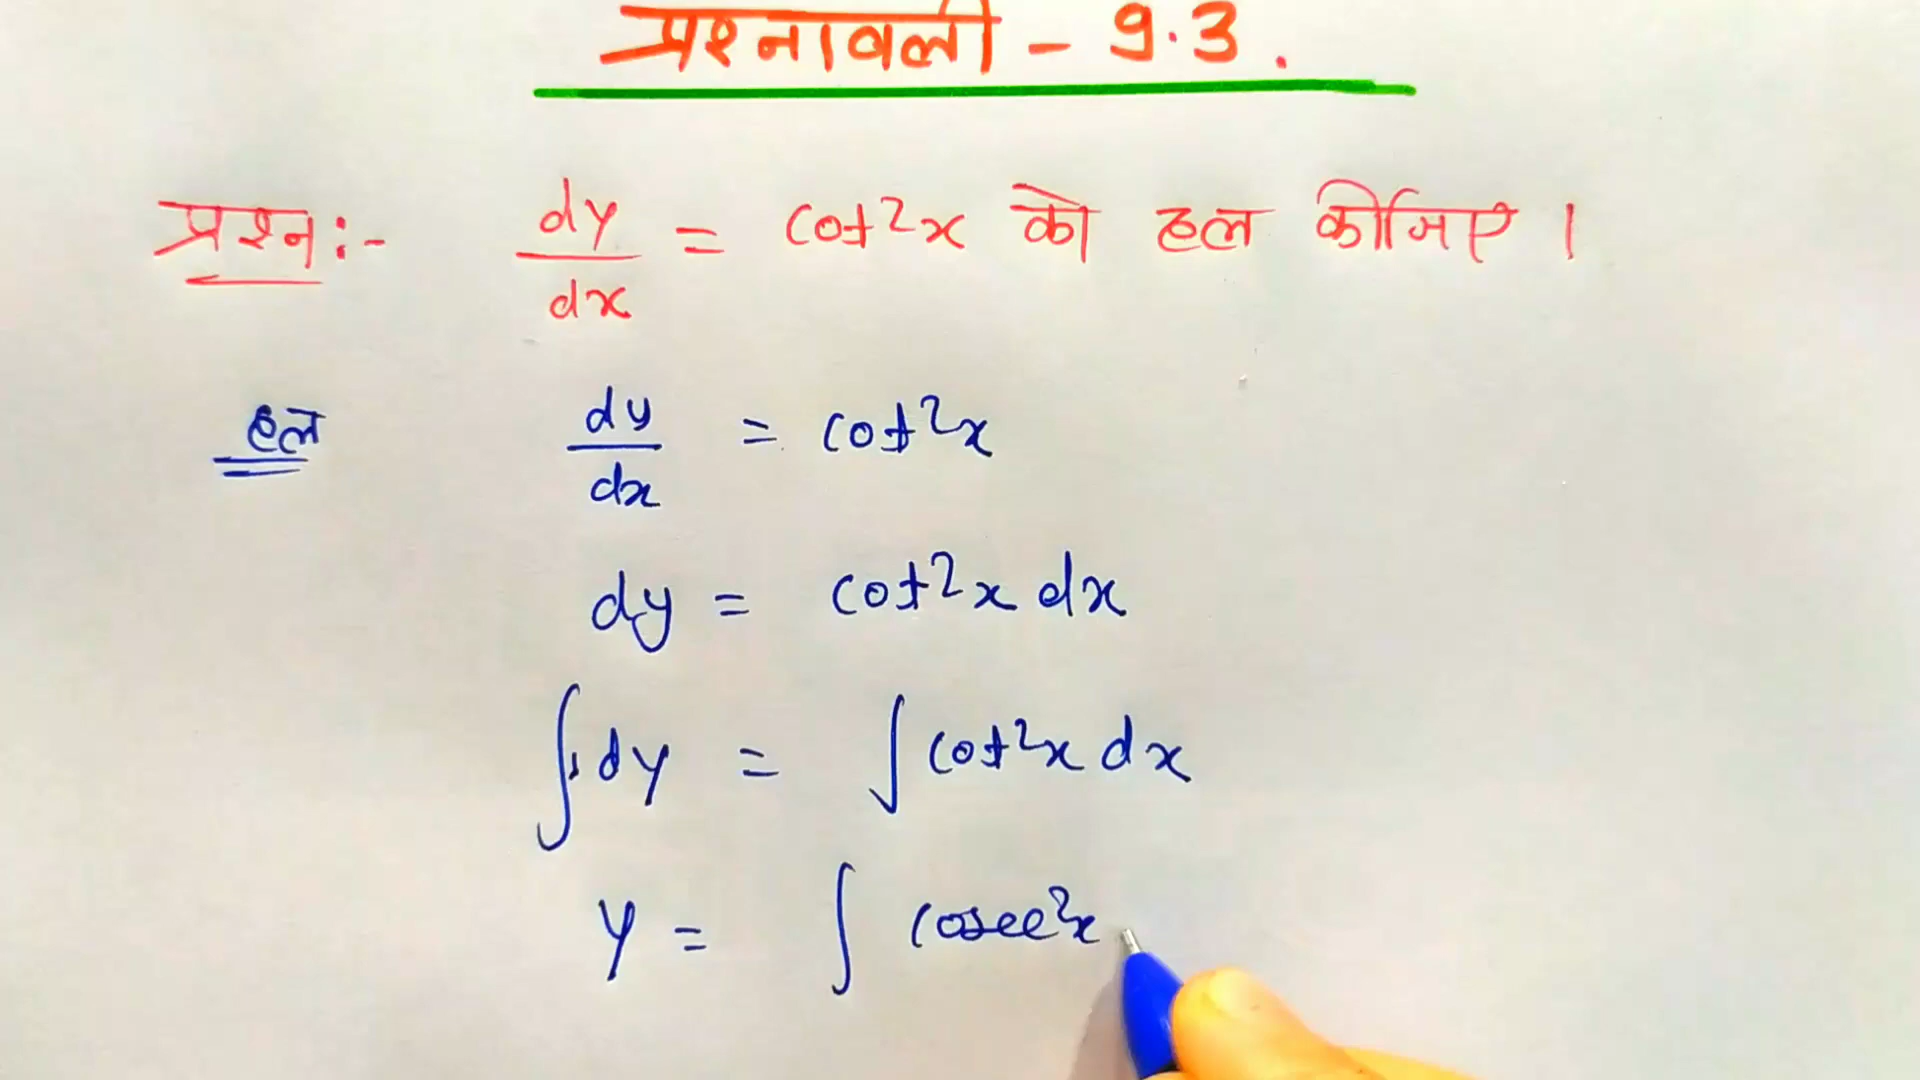 प्रश्नावली - 9.3.
प्रश्न:- dy/dx = cot²x को हल कीजिए।
हल dy/dx = cot²x
dy = cot²x dx
∫1 dy = ∫cot²x dx
y = ∫ cosec²x